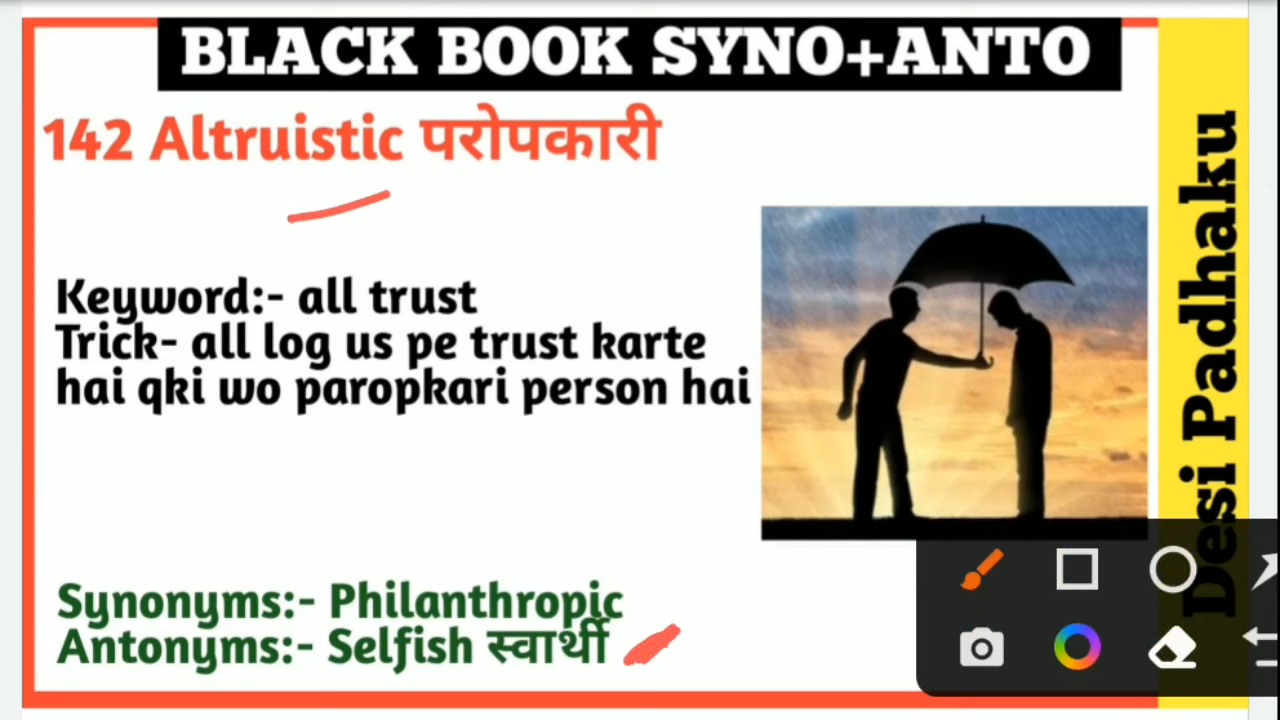 BLACK BOOK SYNO+ANTO
142 Altruistic परोपकारी
Keyword:- all trust
Trick- all log us pe trust karte
hai qki wo paropkari person hai
Synonyms:- Philanthropic
Antonyms:- Selfish स्वार्थी
Desi Padhaku